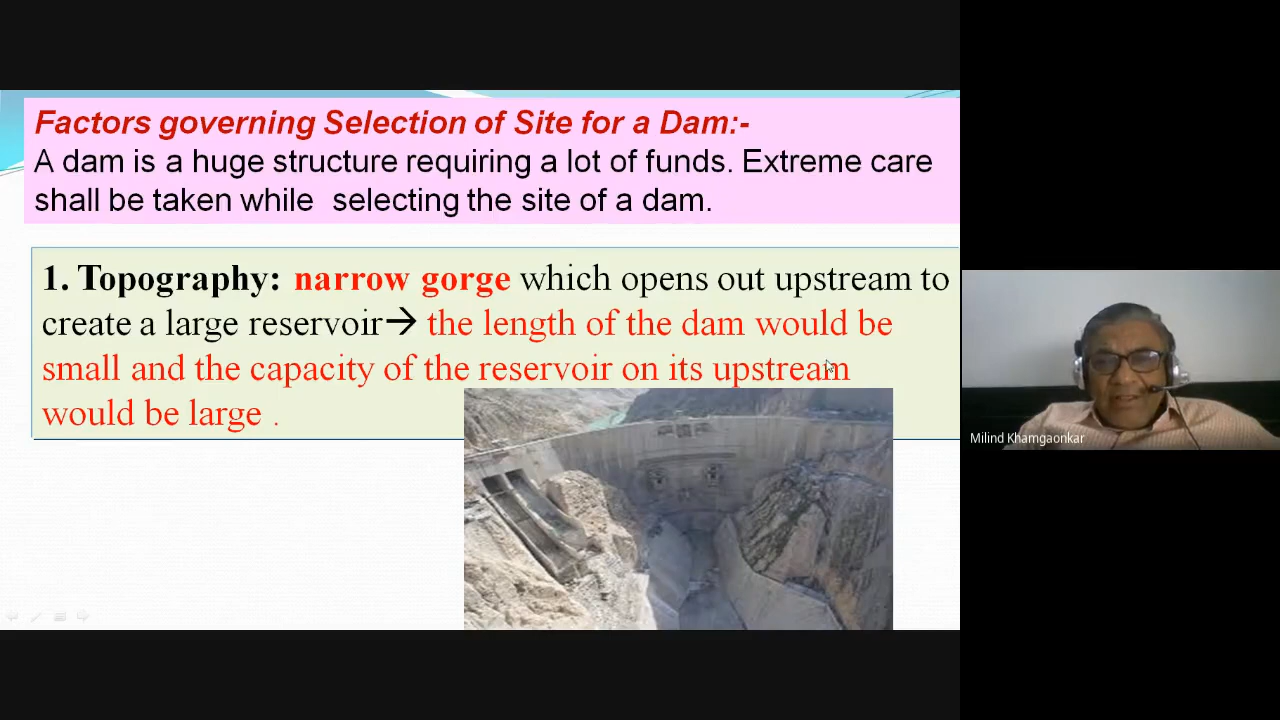 Factors governing Selection of Site for a Dam:-
A dam is a huge structure requiring a lot of funds. Extreme care
shall be taken while selecting the site of a dam.
1. Topography: narrow gorge which opens out upstream to
create a large reservoir→ the length of the dam would be
small and the capacity of the reservoir on its upstream
would be large .
Milind Khamgaonkar